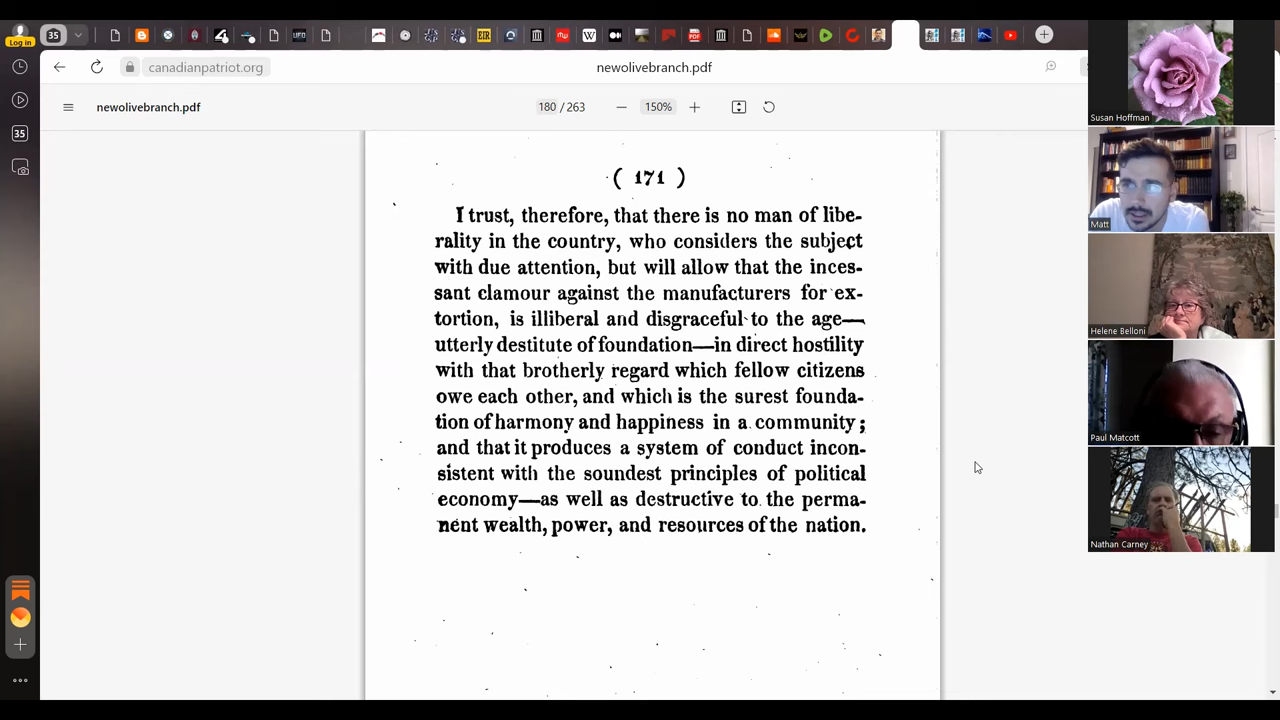 Log in
35
UFO
EIR
W
canadianpatriot.org
newolivebranch.pdf
newolivebranch.pdf
180 / 263
150%
35
( 171 )
I trust, therefore, that there is no man of libe-
rality in the country, who considers the subject
with due attention, but will allow that the inces-
sant clamour against the manufacturers for ex-
tortion, is illiberal and disgraceful to the age—
utterly destitute of foundation—in direct hostility
with that brotherly regard which fellow citizens
owe each other, and which is the surest founda-
tion of harmony and happiness in a community;
and that it produces a system of conduct incon-
sistent with the soundest principles of political
economy—as well as destructive to the perma-
nent wealth, power, and resources of the nation.
Susan Hoffman
Matt
Helene Belloni
Paul Matcott
Nathan Carney